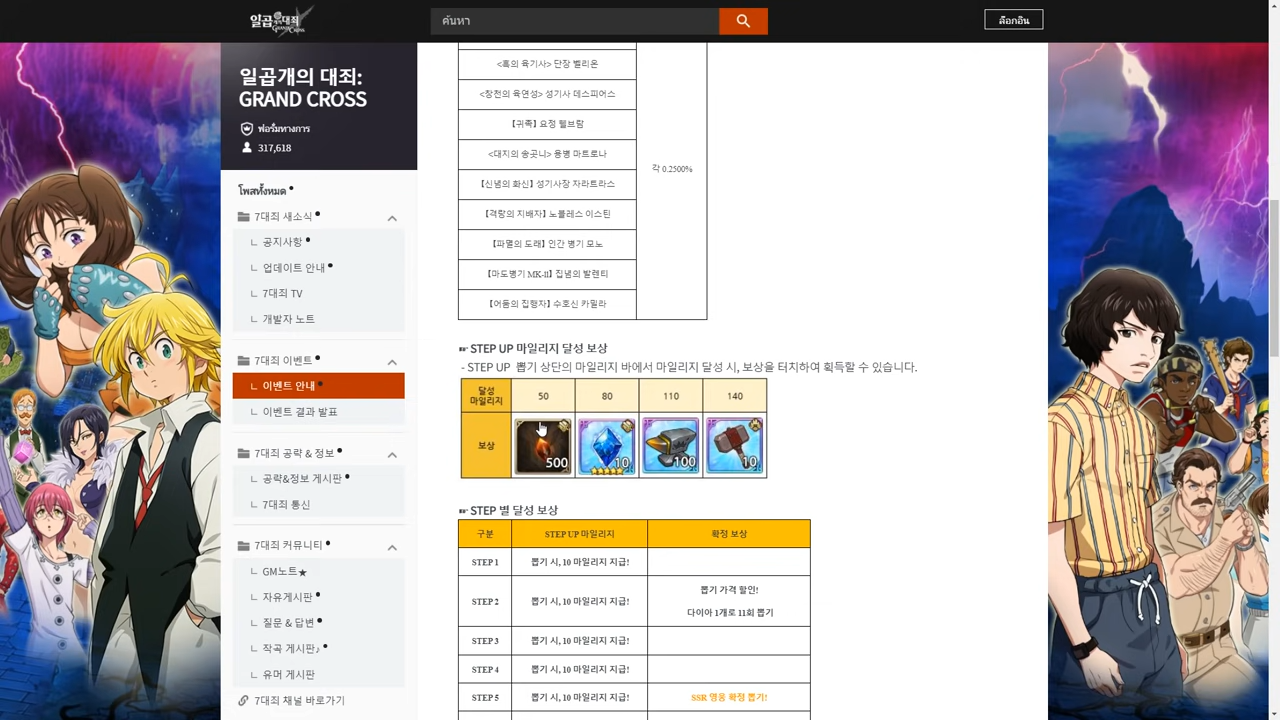 일곱개의대죄
GRAND CROSS
ค้นหา
ล็อกอิน
일곱개의 대죄:
GRAND CROSS
ฟอรั่มทางการ
317,618
โพสทั้งหมด
7대죄 새소식
ㄴ 공지사항
ㄴ 업데이트 안내
ㄴ 7대죄 TV
ㄴ 개발자 노트
7대죄 이벤트
ㄴ 이벤트 안내
ㄴ 이벤트 결과 발표
7대죄 공략 & 정보
ㄴ 공략&정보 게시판
ㄴ 7대죄 통신
7대죄 커뮤니티
ㄴ GM노트★
ㄴ 자유게시판
ㄴ 질문 & 답변
ㄴ 작곡 게시판♪
ㄴ 유머 게시판
7대죄 채널 바로가기
<흑의 육기사> 단장 벨리온
<창천의 육연성> 성기사 데스피어스
【귀족】 요정 헬브람
<대지의 송곳니> 용병 마트로나
【신념의 화신】 성기사장 자라트라스
【격랑의 지배자】 노블레스 이스틴
【파멸의 도래】 인간 병기 모노
【마도병기 MK-II】 집념의 발렌티
【어둠의 집행자】 수호신 카밀라
각 0.2500%
☞ STEP UP 마일리지 달성 보상
- STEP UP 뽑기 상단의 마일리지 바에서 마일리지 달성 시, 보상을 터치하여 획득할 수 있습니다.
달성 마일리지 50 80 110 140
보상 500 10 100 10
☞ STEP 별 달성 보상
구분 STEP UP 마일리지 확정 보상
STEP 1 뽑기 시, 10 마일리지 지급!
STEP 2 뽑기 시, 10 마일리지 지급! 뽑기 가격 할인!
다이아 1개로 11회 뽑기
STEP 3 뽑기 시, 10 마일리지 지급!
STEP 4 뽑기 시, 10 마일리지 지급!
STEP 5 뽑기 시, 10 마일리지 지급! SSR 영웅 확정 뽑기!